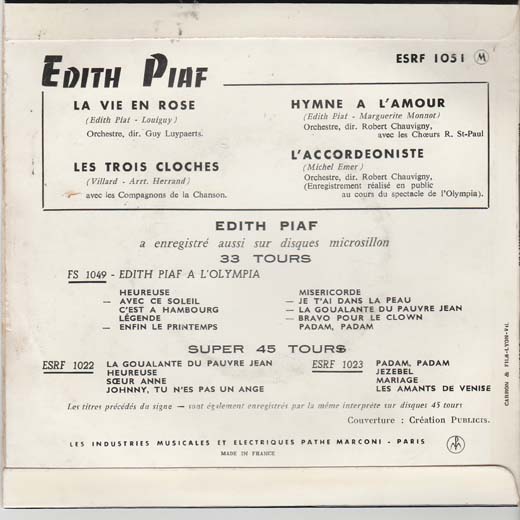 ESRF 1051 M
EDITH PIAF
LA VIE EN ROSE
(Edith Piaf - Louiguy)
Orchestre, dir. Guy Luypaerts.
LES TROIS CLOCHES
(Villard - Arrt. Herrand)
avec les Compagnons de la Chanson.
HYMNE A L'AMOUR
(Edith Piaf - Marguerite Monnot)
Orchestre, dir. Robert Chauvigny,
avec les Chœurs R. St-Paul
L'ACCORDEONISTE
(Michel Emer)
Orchestre, dir. Robert Chauvigny,
(Enregistrement réalisé en public
au cours du spectacle de l'Olympia).
EDITH PIAF
a enregistré aussi sur disques microsillon
33 TOURS
FS 1049 - EDITH PIAF A L'OLYMPIA
HEUREUSE
— AVEC CE SOLEIL
C'EST A HAMBOURG
LÉGENDE
— ENFIN LE PRINTEMPS
MISERICORDE
— JE T'AI DANS LA PEAU
— LA GOUALANTE DU PAUVRE JEAN
— BRAVO POUR LE CLOWN
PADAM, PADAM
SUPER 45 TOURS
ESRF 1022
LA GOUALANTE DU PAUVRE JEAN
HEUREUSE
SŒUR ANNE
JOHNNY, TU N'ES PAS UN ANGE
ESRF 1023
PADAM, PADAM
JEZEBEL
MARIAGE
LES AMANTS DE VENISE
Les titres précédés du signe — sont également enregistrés par la même interprète sur disques 45 tours
Couverture : Création PUBLICIS.
LES INDUSTRIES MUSICALES ET ELECTRIQUES PATHE MARCONI - PARIS
MADE IN FRANCE